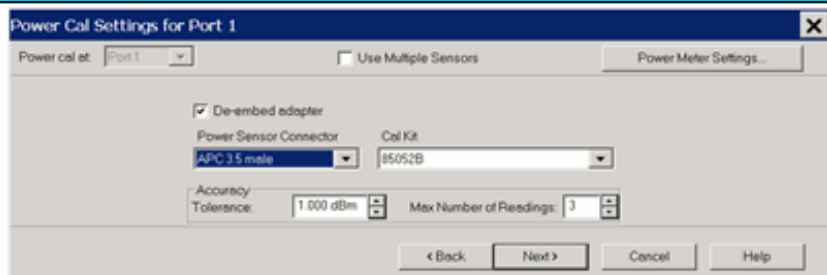 Power Cal Settings for Port 1
Power cal at: Port 1 Use Multiple Sensors Power Meter Settings...
De-embed adapter
Power Sensor Connector Cal Kit
APC 3.5 male 85052B
Accuracy
Tolerance: 1.000 dBm Max Number of Readings: 3
< Back Next > Cancel Help